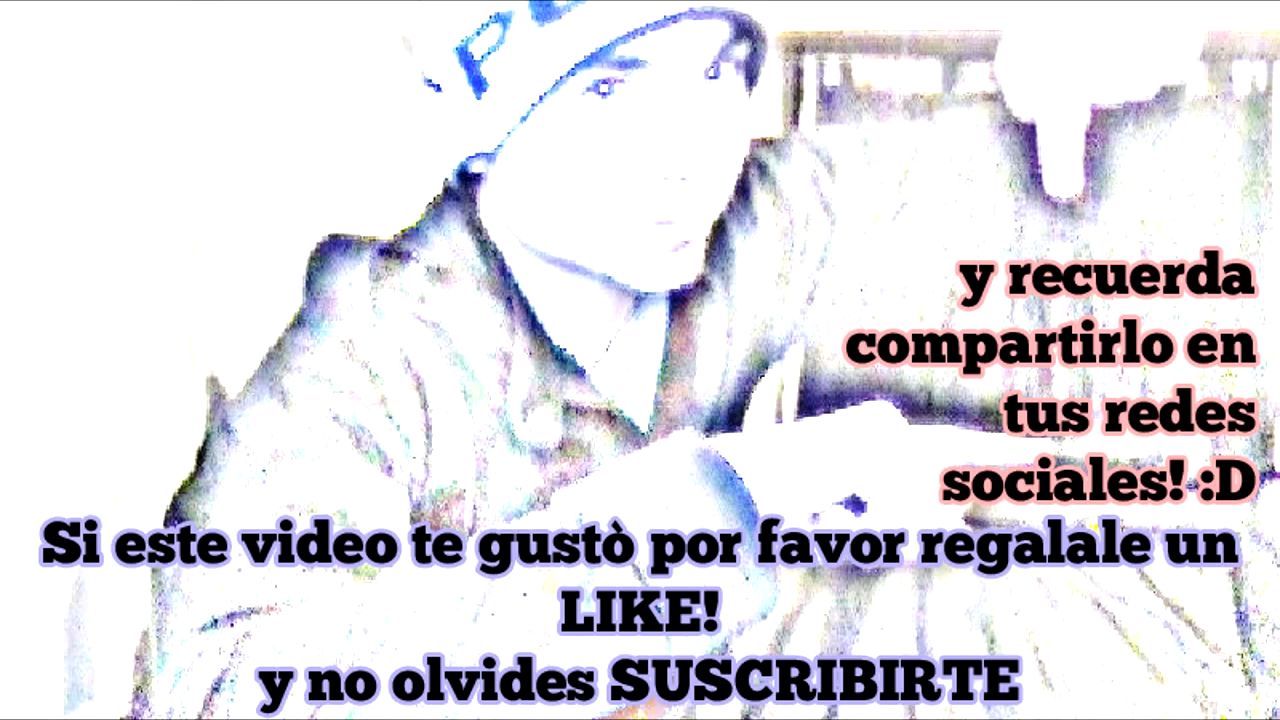 y recuerda
compartirlo en
tus redes
sociales! :D
Si este video te gustò por favor regalale un
LIKE!
y no olvides SUSCRIBIRTE